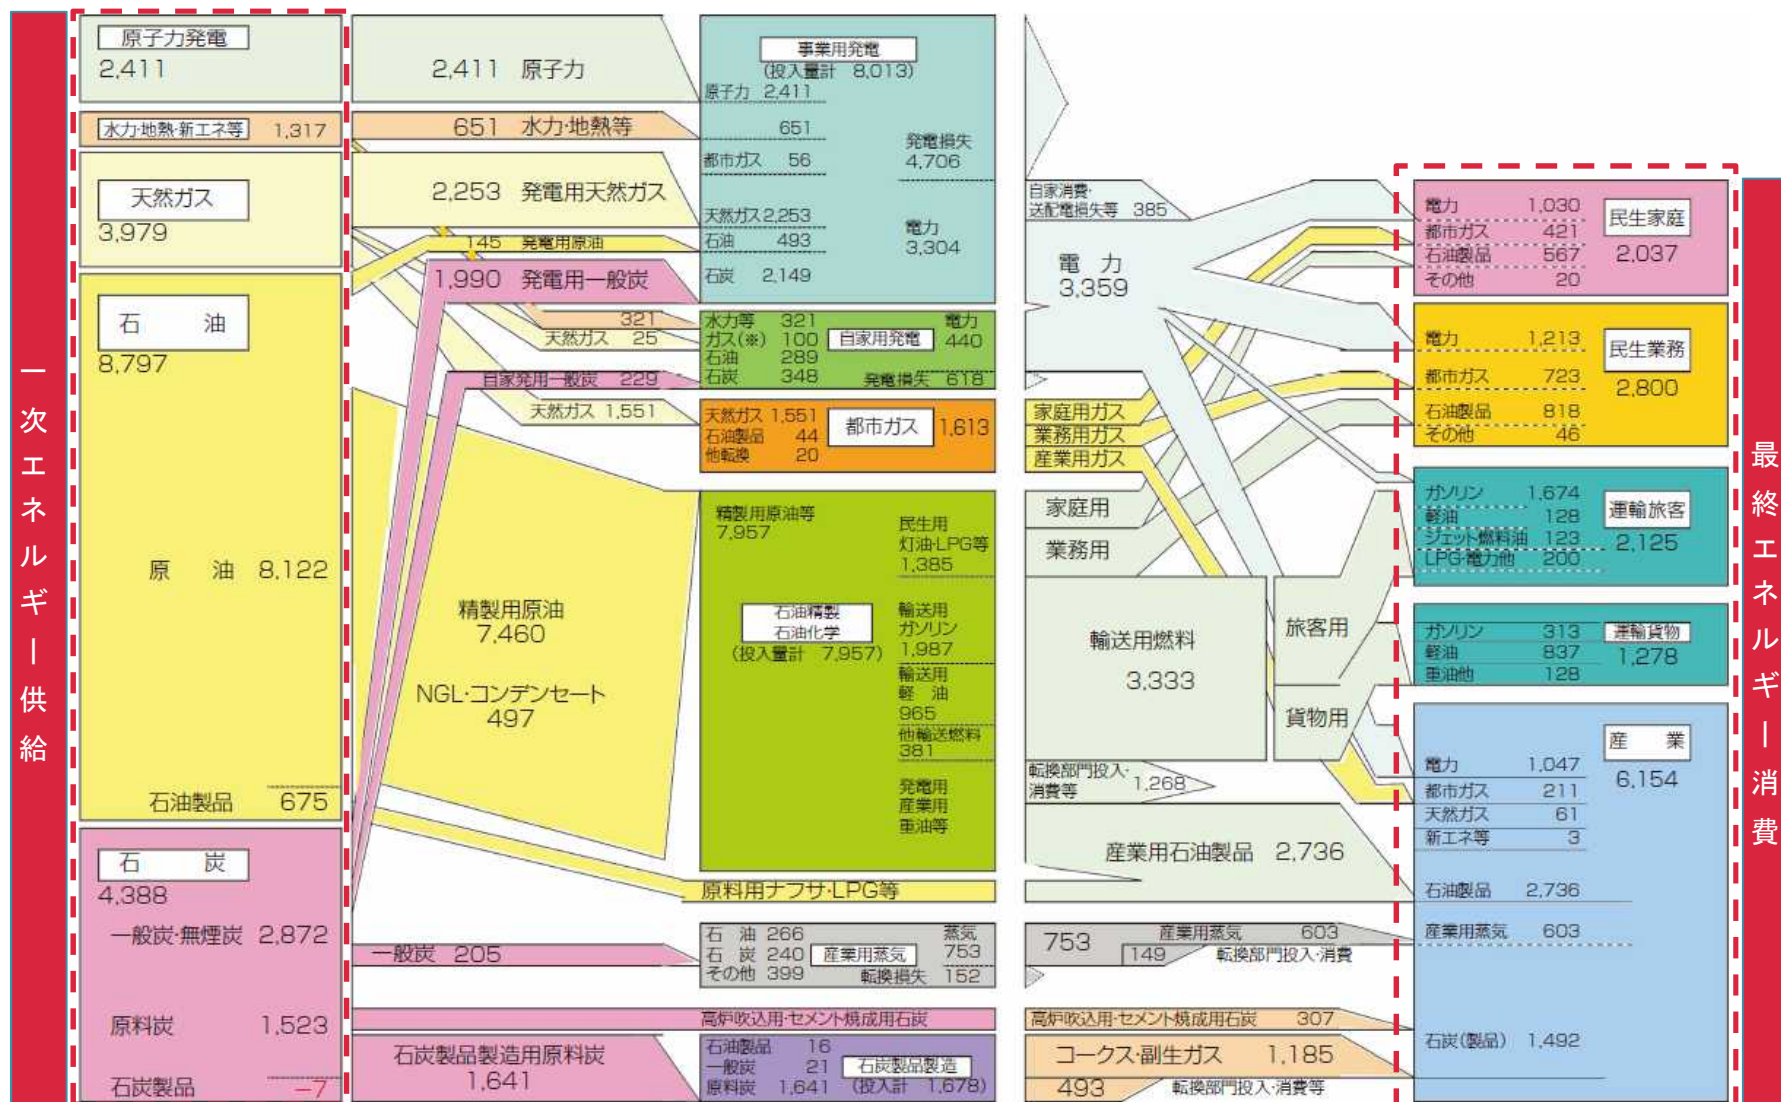 一次エネルギー供給
原子力発電
2,411
水力・地熱・新エネ等 1,317
天然ガス
3,979
石　油
8,797
原　油 8,122
石油製品 675
石　炭
4,388
一般炭・無煙炭 2,872
原料炭 1,523
石炭製品 −7
2,411 原子力
651 水力・地熱等
2,253 発電用天然ガス
145 発電用原油
1,990 発電用一般炭
321
天然ガス 25
自家発用一般炭 229
天然ガス 1,551
精製用原油
7,460
NGL・コンデンセート
497
一般炭 205
石炭製品製造用原料炭
1,641
事業用発電
(投入量計 8,013)
原子力 2,411
651
都市ガス 56
天然ガス 2,253
石油 493
石炭 2,149
発電損失
4,706
電力
3,304
水力等 321
ガス(※) 100
石油 289
石炭 348
自家用発電
電力
440
発電損失 618
天然ガス 1,551
石油製品 44
他転換 20
都市ガス 1,613
精製用原油等
7,957
石油精製
石油化学
(投入量計 7,957)
民生用
灯油・LPG等
1,385
輸送用
ガソリン
1,987
輸送用
軽　油
965
他輸送燃料
381
発電用
産業用
重油等
原料用ナフサ・LPG等
石　油 266
石　炭 240
その他 399
産業用蒸気
蒸気
753
転換損失 152
高炉吹込用・セメント焼成用石炭
石油製品 16
一般炭 21
原料炭 1,641
石炭製品製造
(投入計 1,678)
自家消費・
送配電損失等 385
電　力
3,359
家庭用ガス
業務用ガス
産業用ガス
家庭用
業務用
輸送用燃料
3,333
旅客用
貨物用
転換部門投入・
消費等 1,268
産業用石油製品 2,736
753
産業用蒸気 603
149 転換部門投入・消費
高炉吹込用・セメント焼成用石炭 307
コークス・副生ガス 1,185
493 転換部門投入・消費等
電力 1,030
都市ガス 421
石油製品 567
その他 20
民生家庭
2,037
電力 1,213
都市ガス 723
石油製品 818
その他 46
民生業務
2,800
ガソリン 1,674
軽油 128
ジェット燃料油 123
LPG・電力他 200
運輸旅客
2,125
ガソリン 313
軽油 837
重油他 128
運輸貨物
1,278
産　業
6,154
電力 1,047
都市ガス 211
天然ガス 61
新エネ等 3
石油製品 2,736
産業用蒸気 603
石炭(製品) 1,492
最終エネルギー消費